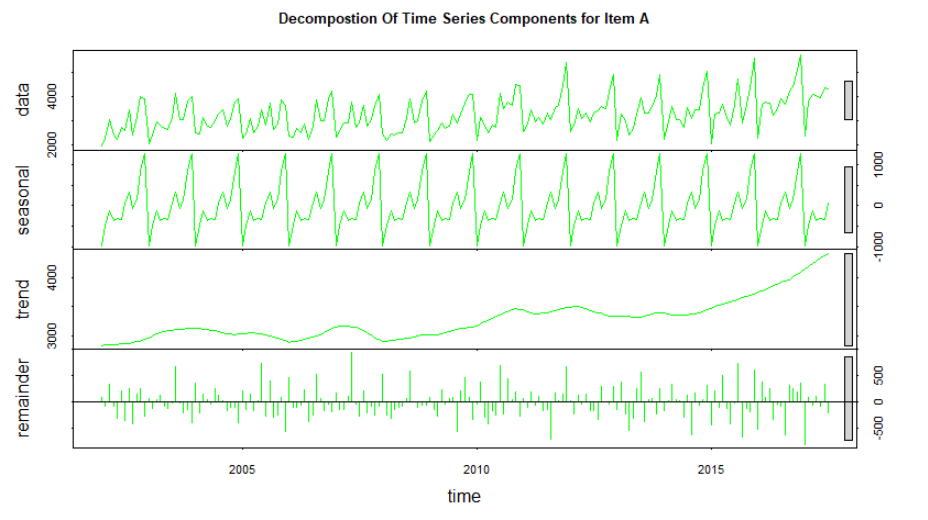 Decompostion Of Time Series Components for Item A
data
2000
4000
seasonal
-1000
0
1000
trend
3000
4000
remainder
-500
0
500
2005
2010
2015
time